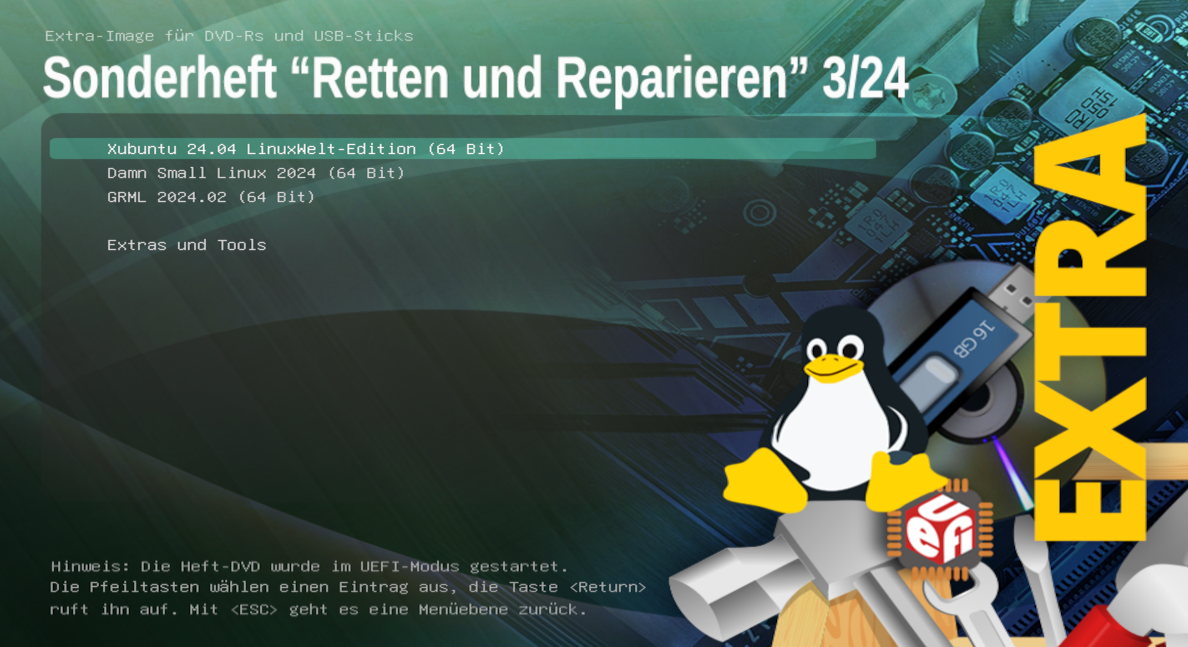 Extra-Image für DVD-Rs und USB-Sticks
Sonderheft “Retten und Reparieren” 3/24
Xubuntu 24.04 LinuxWelt-Edition (64 Bit)
Damn Small Linux 2024 (64 Bit)
GRML 2024.02 (64 Bit)
Extras und Tools
EXTRA
16GB
UEFI
Hinweis: Die Heft-DVD wurde im UEFI-Modus gestartet.
Die Pfeiltasten wählen einen Eintrag aus, die Taste <Return>
ruft ihn auf. Mit <ESC> geht es eine Menüebene zurück.